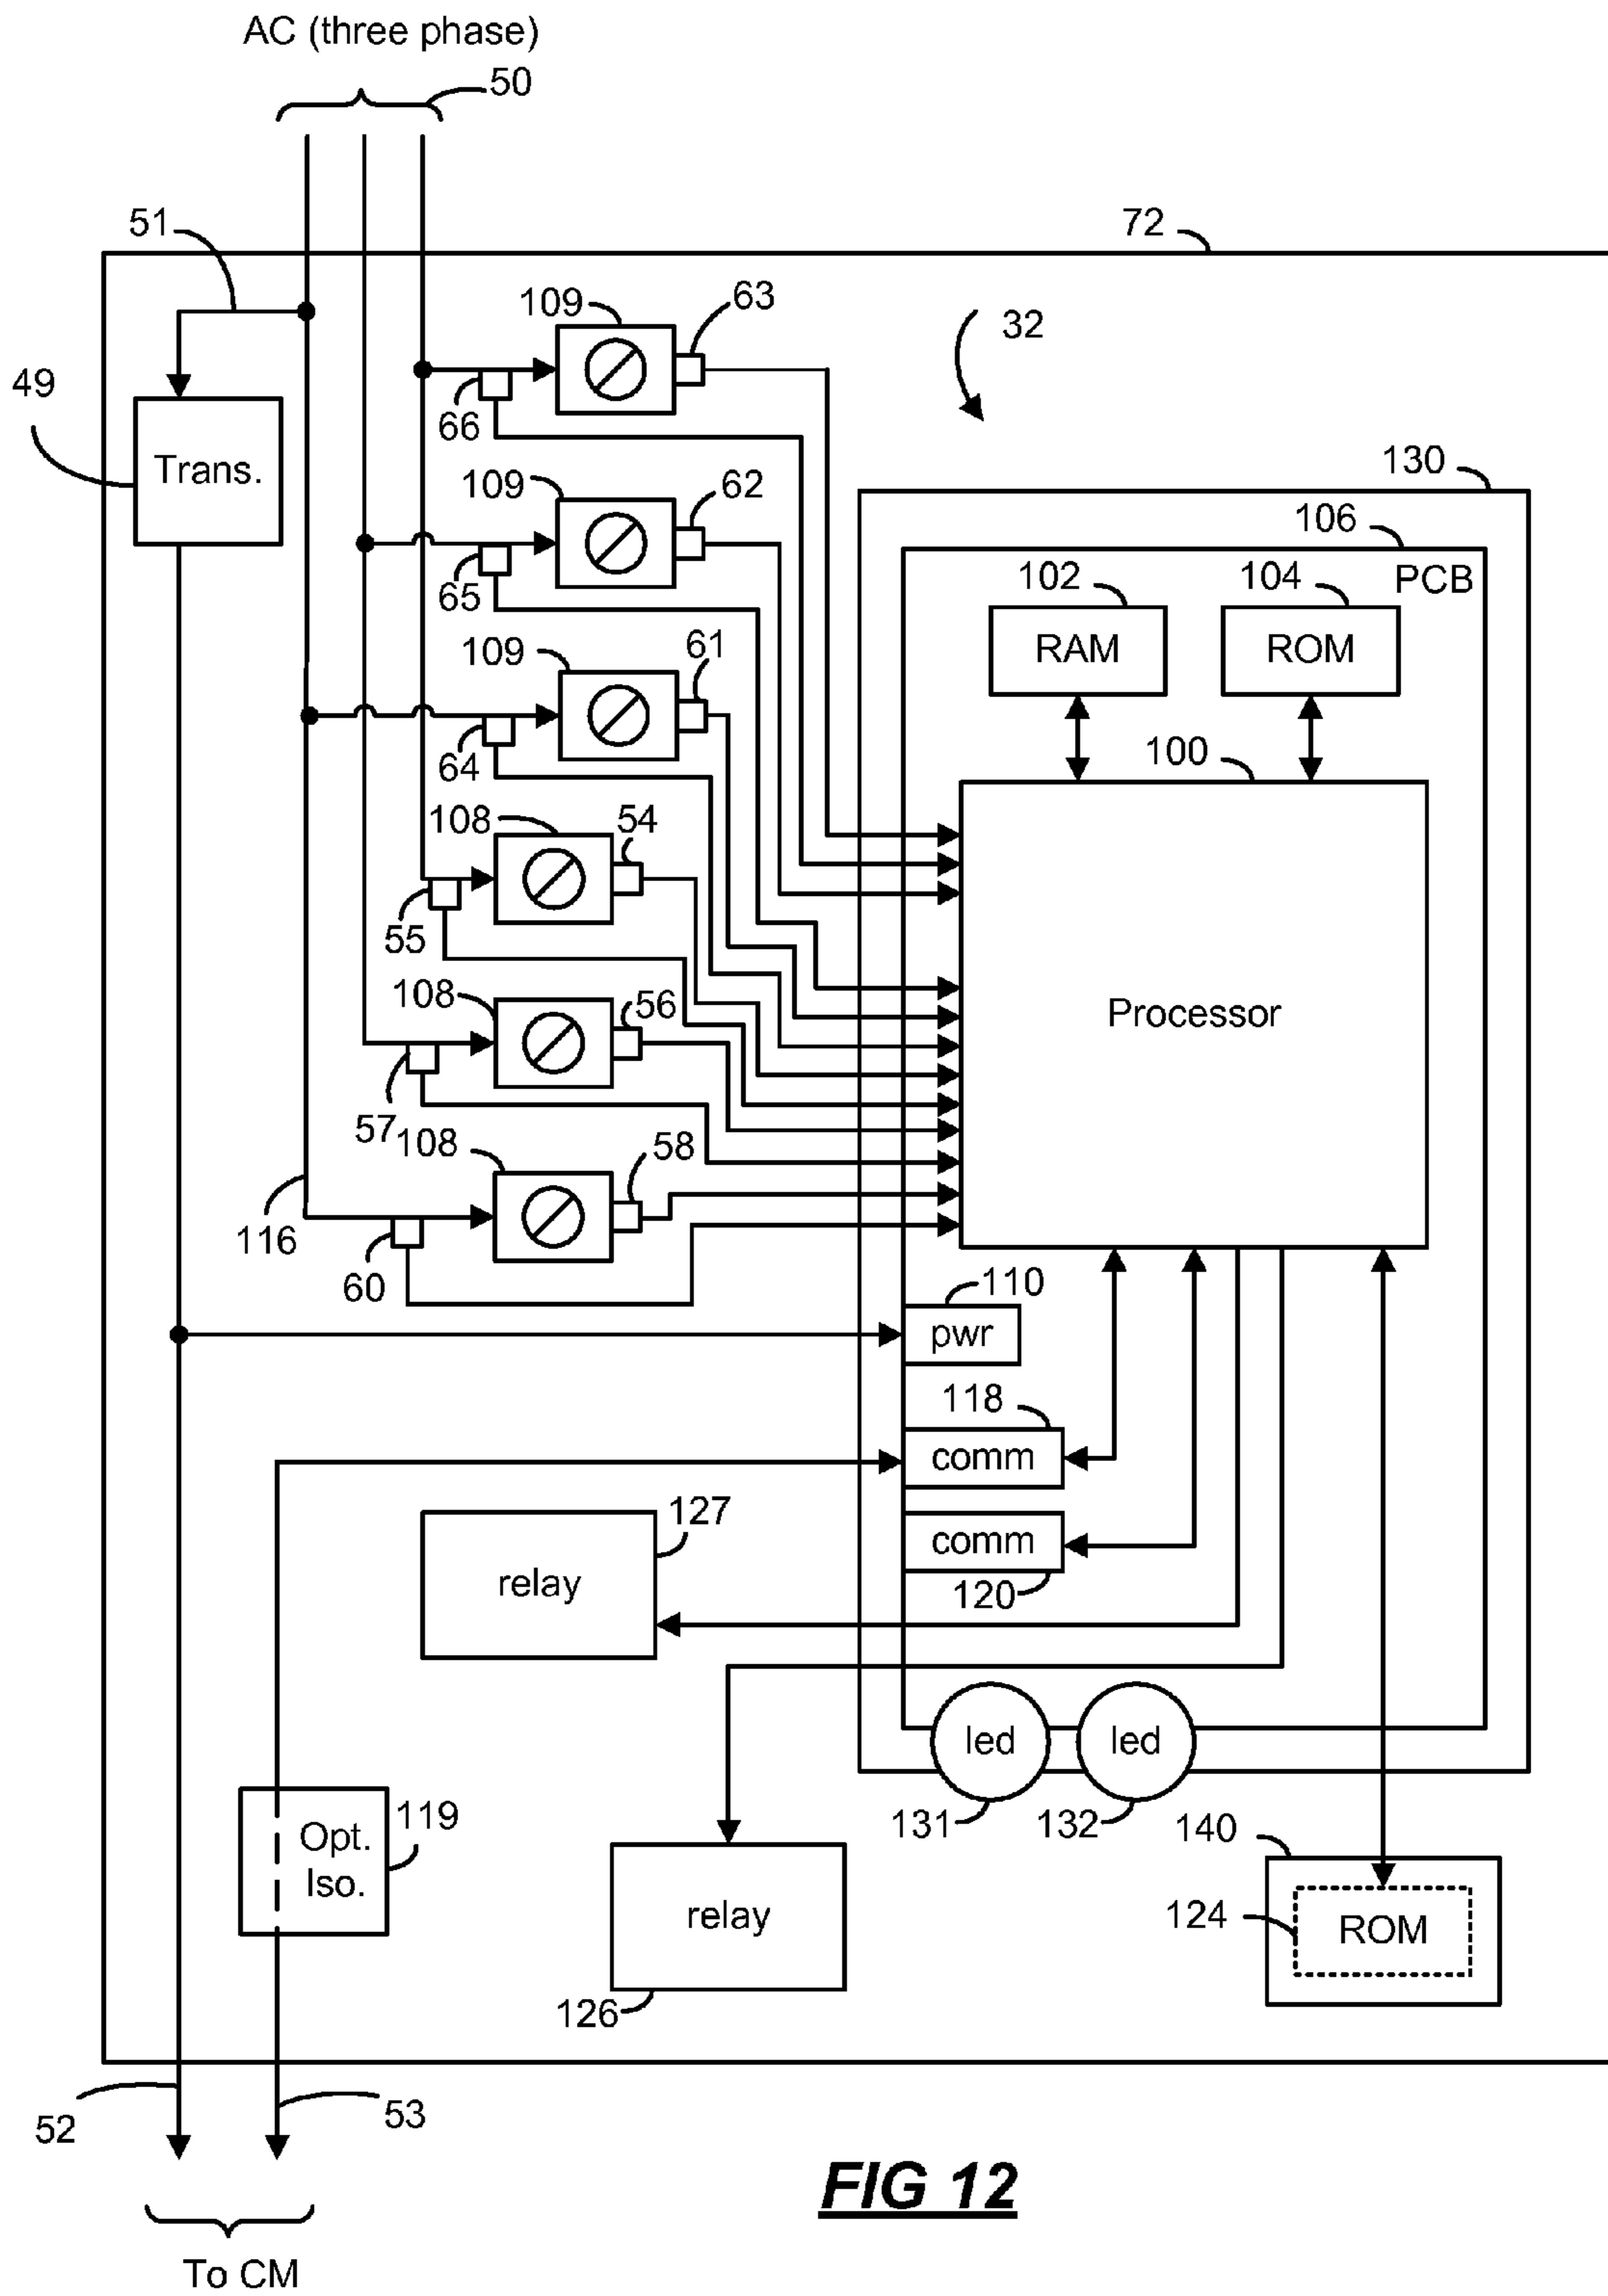 AC (three phase)
50
51
72
109
63
32
49
66
Trans.
109
62
130
106
65
102
104
PCB
109
61
RAM
ROM
64
100
108
54
55
108
56
Processor
57
108
58
116
60
110
pwr
118
comm
127
comm
relay
120
led
led
131
132
140
119
Opt.
Iso.
relay
124
ROM
126
52
53
FIG 12
To CM